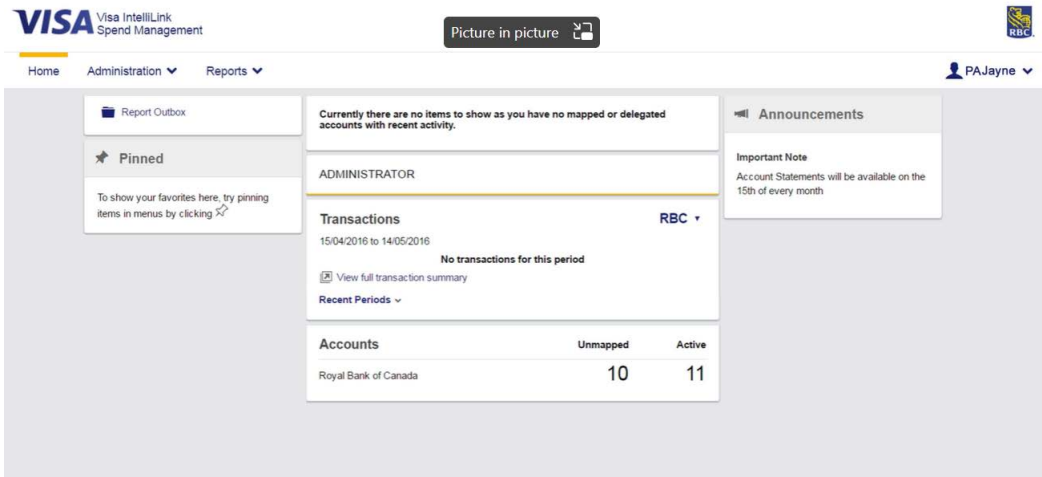 VISA Visa IntelliLink
Spend Management
Picture in picture
RBC
Home Administration Reports PAJayne
Report Outbox
Pinned
To show your favorites here, try pinning
items in menus by clicking
Currently there are no items to show as you have no mapped or delegated
accounts with recent activity.
ADMINISTRATOR
Transactions RBC
15/04/2016 to 14/05/2016
No transactions for this period
View full transaction summary
Recent Periods
Accounts Unmapped Active
Royal Bank of Canada 10 11
Announcements
Important Note
Account Statements will be available on the
15th of every month